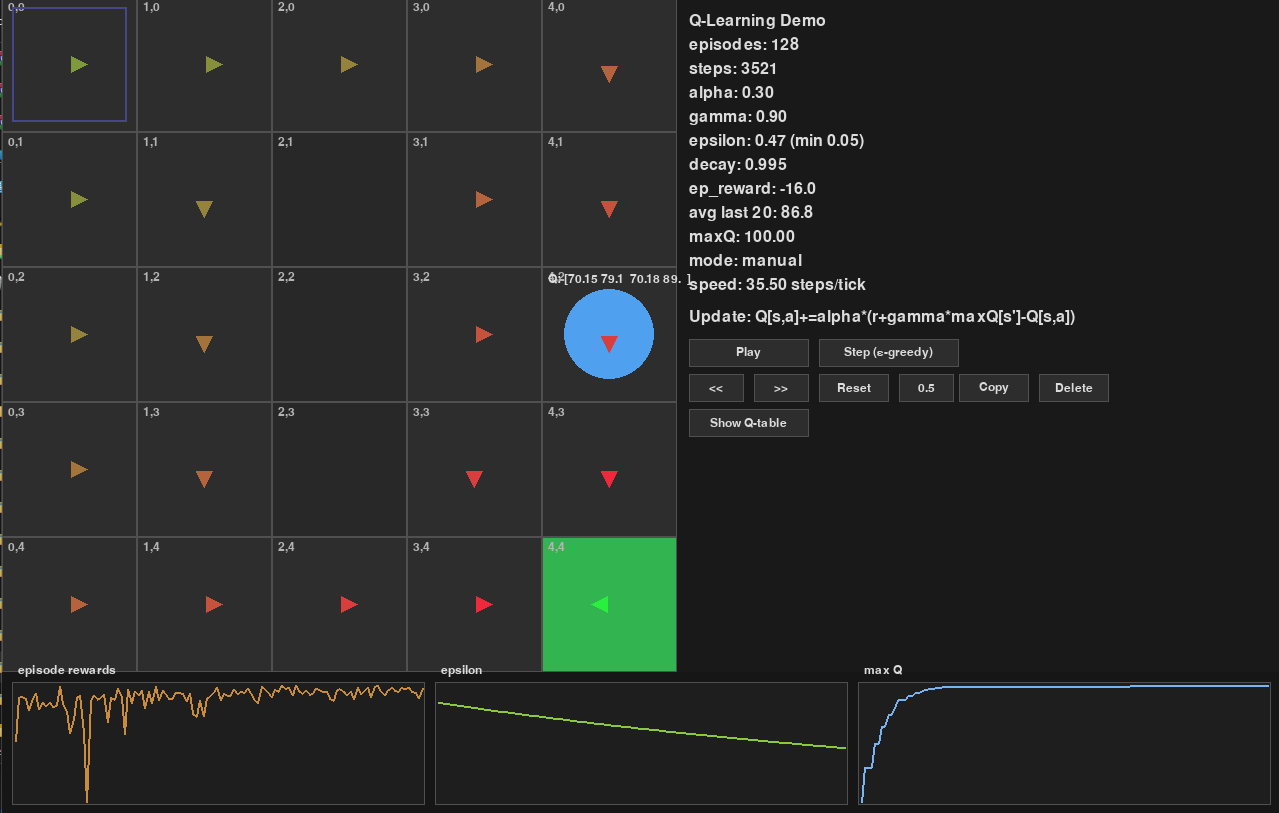 0,0 1,0 2,0 3,0 4,0
0,1 1,1 2,1 3,1 4,1
0,2 1,2 2,2 3,2
Q: [70.15 79.1 70.18 89. ]
0,3 1,3 2,3 3,3 4,3
0,4 1,4 2,4 3,4 4,4
Q-Learning Demo
episodes: 128
steps: 3521
alpha: 0.30
gamma: 0.90
epsilon: 0.47 (min 0.05)
decay: 0.995
ep_reward: -16.0
avg last 20: 86.8
maxQ: 100.00
mode: manual
speed: 35.50 steps/tick
Update: Q[s,a]+=alpha*(r+gamma*maxQ[s']-Q[s,a])
Play Step (ε-greedy)
<< >> Reset 0.5 Copy Delete
Show Q-table
episode rewards epsilon max Q